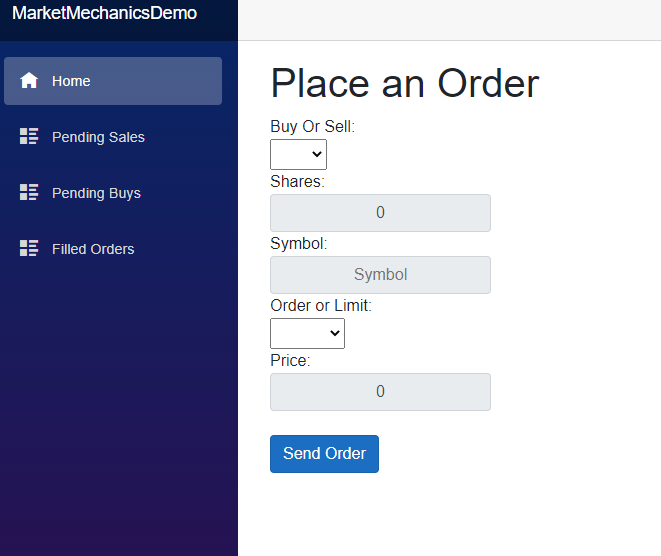 MarketMechanicsDemo
Home
Pending Sales
Pending Buys
Filled Orders
Place an Order
Buy Or Sell:
Shares:
0
Symbol:
Symbol
Order or Limit:
Price:
0
Send Order